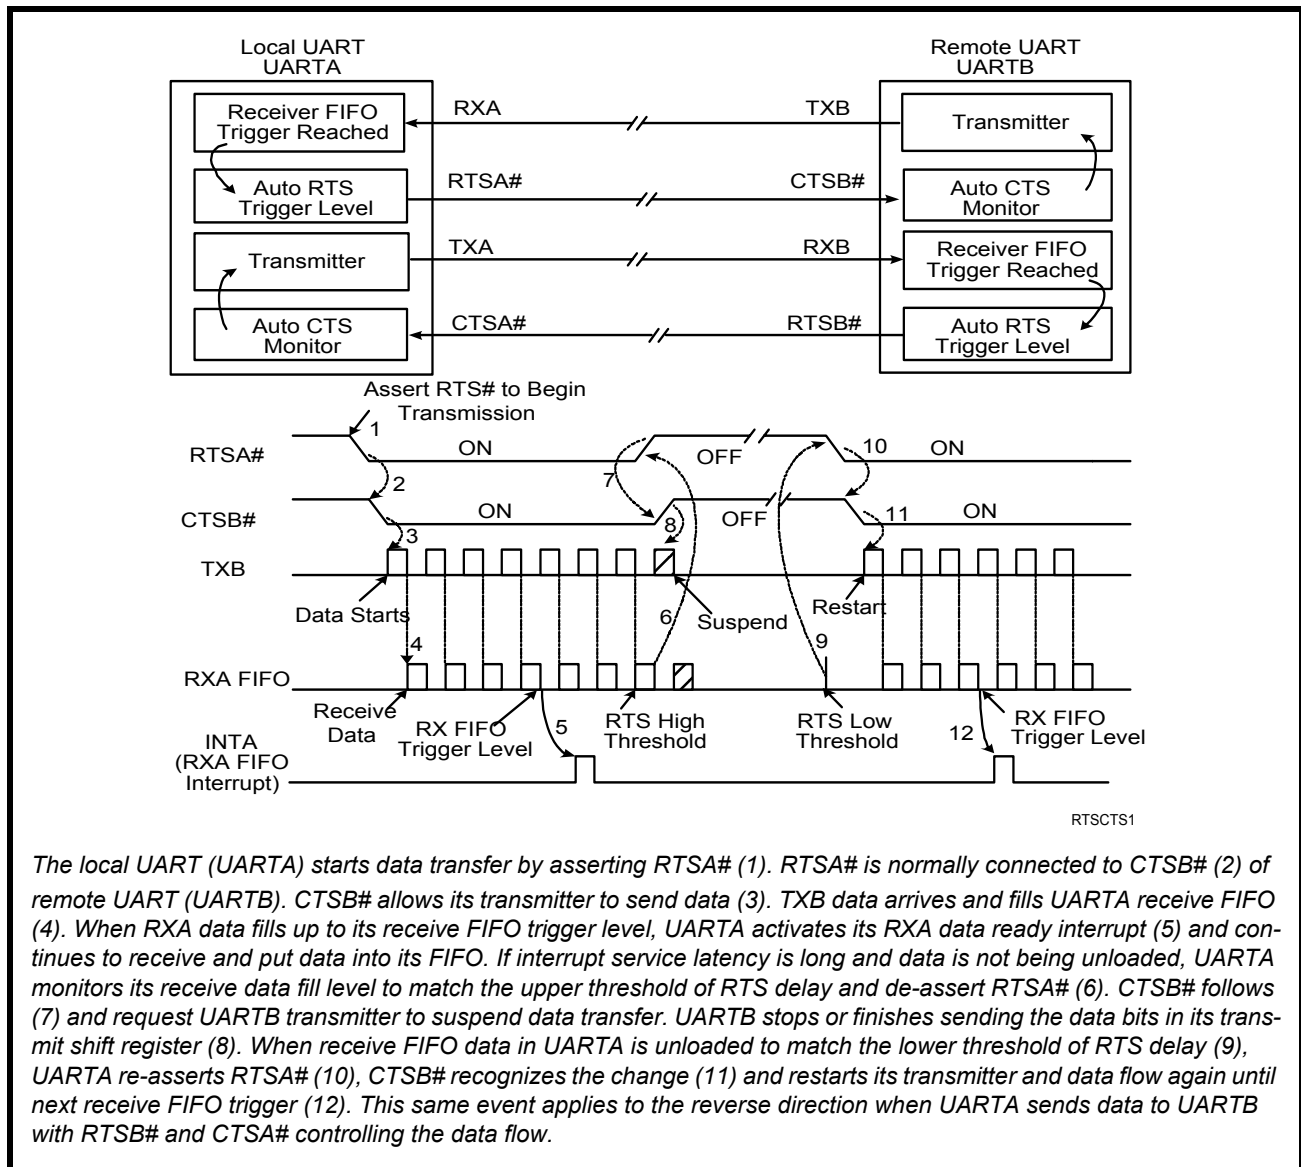 Local UART
UARTA
Remote UART
UARTB
Receiver FIFO
Trigger Reached
RXA
TXB
Transmitter
Auto RTS
Trigger Level
RTSA#
CTSB#
Auto CTS
Monitor
Transmitter
TXA
RXB
Receiver FIFO
Trigger Reached
Auto CTS
Monitor
CTSA#
RTSB#
Auto RTS
Trigger Level
Assert RTS# to Begin
Transmission
1
RTSA#
ON
7
OFF
10
ON
2
CTSB#
ON
8
OFF
11
ON
3
TXB
Data Starts
6
Suspend
Restart
4
9
RXA FIFO
Receive
Data
RX FIFO
Trigger Level
5
RTS High
Threshold
RTS Low
Threshold
12
RX FIFO
Trigger Level
INTA
(RXA FIFO
Interrupt)
RTSCTS1
The local UART (UARTA) starts data transfer by asserting RTSA# (1). RTSA# is normally connected to CTSB# (2) of
remote UART (UARTB). CTSB# allows its transmitter to send data (3). TXB data arrives and fills UARTA receive FIFO
(4). When RXA data fills up to its receive FIFO trigger level, UARTA activates its RXA data ready interrupt (5) and con-
tinues to receive and put data into its FIFO. If interrupt service latency is long and data is not being unloaded, UARTA
monitors its receive data fill level to match the upper threshold of RTS delay and de-assert RTSA# (6). CTSB# follows
(7) and request UARTB transmitter to suspend data transfer. UARTB stops or finishes sending the data bits in its trans-
mit shift register (8). When receive FIFO data in UARTA is unloaded to match the lower threshold of RTS delay (9),
UARTA re-asserts RTSA# (10), CTSB# recognizes the change (11) and restarts its transmitter and data flow again until
next receive FIFO trigger (12). This same event applies to the reverse direction when UARTA sends data to UARTB
with RTSB# and CTSA# controlling the data flow.